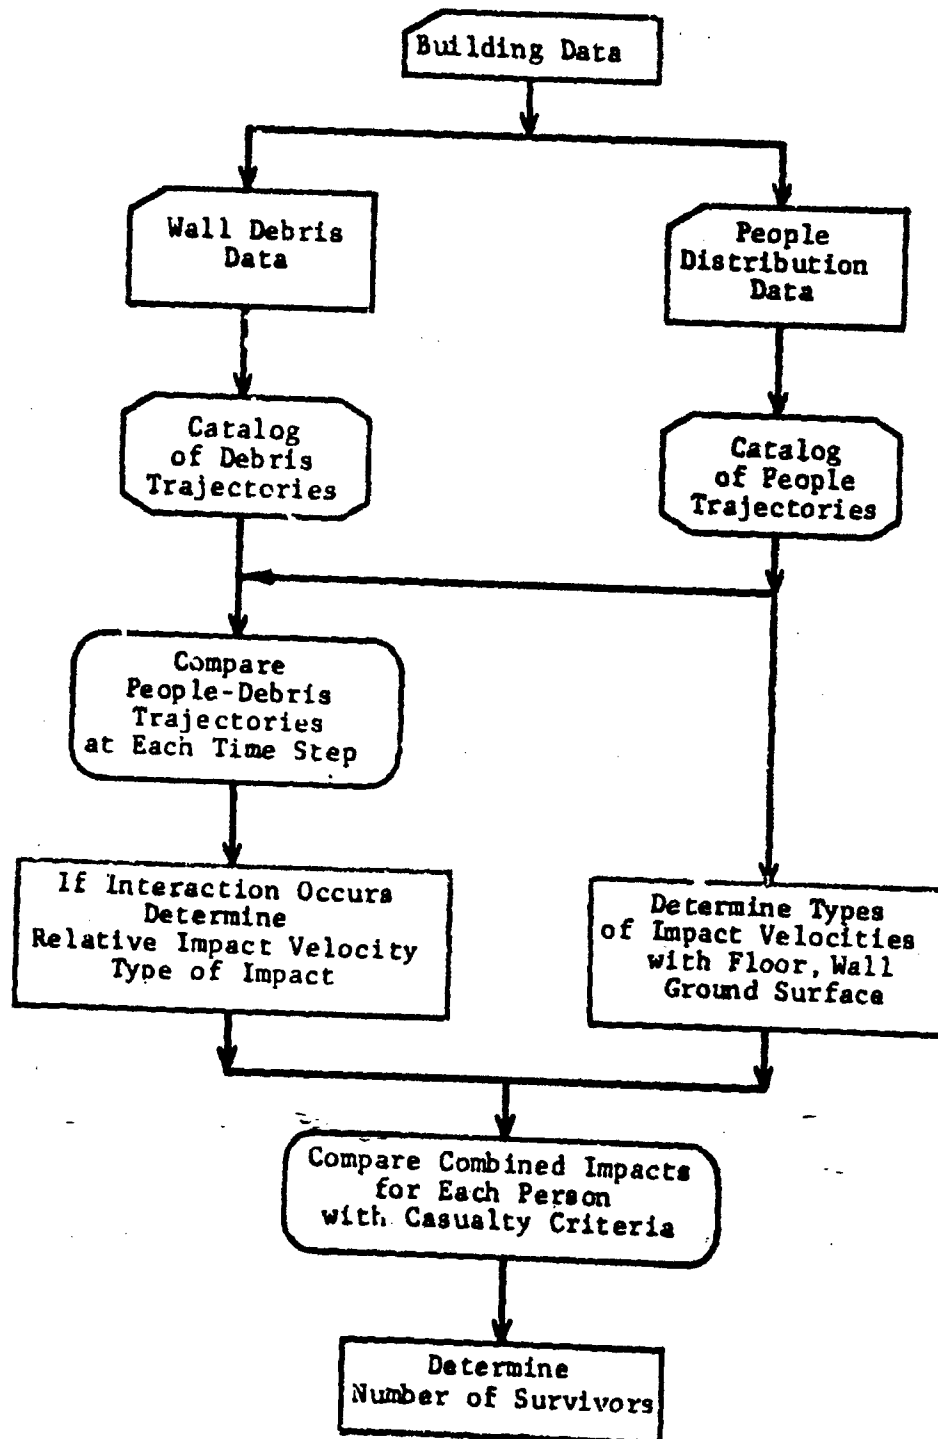 Building Data
Wall Debris
Data
People
Distribution
Data
Catalog
of Debris
Trajectories
Catalog
of People
Trajectories
Compare
People-Debris
Trajectories
at Each Time Step
If Interaction Occurs
Determine
Relative Impact Velocity
Type of Impact
Determine Types
of Impact Velocities
with Floor, Wall
Ground Surface
Compare Combined Impacts
for Each Person
with Casualty Criteria
Determine
Number of Survivors